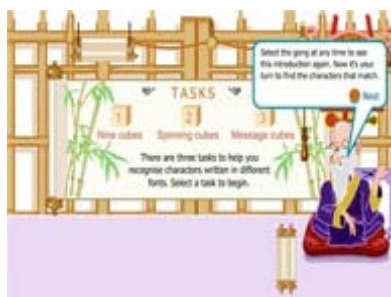 Select the gong at any time to see
this introduction again. Now it's your
turn to find the characters that match.
Next
TASKS
1 2 3
Nine cubes Spinning cubes Message cubes
There are three tasks to help you
recognise characters written in different
fonts. Select a task to begin.